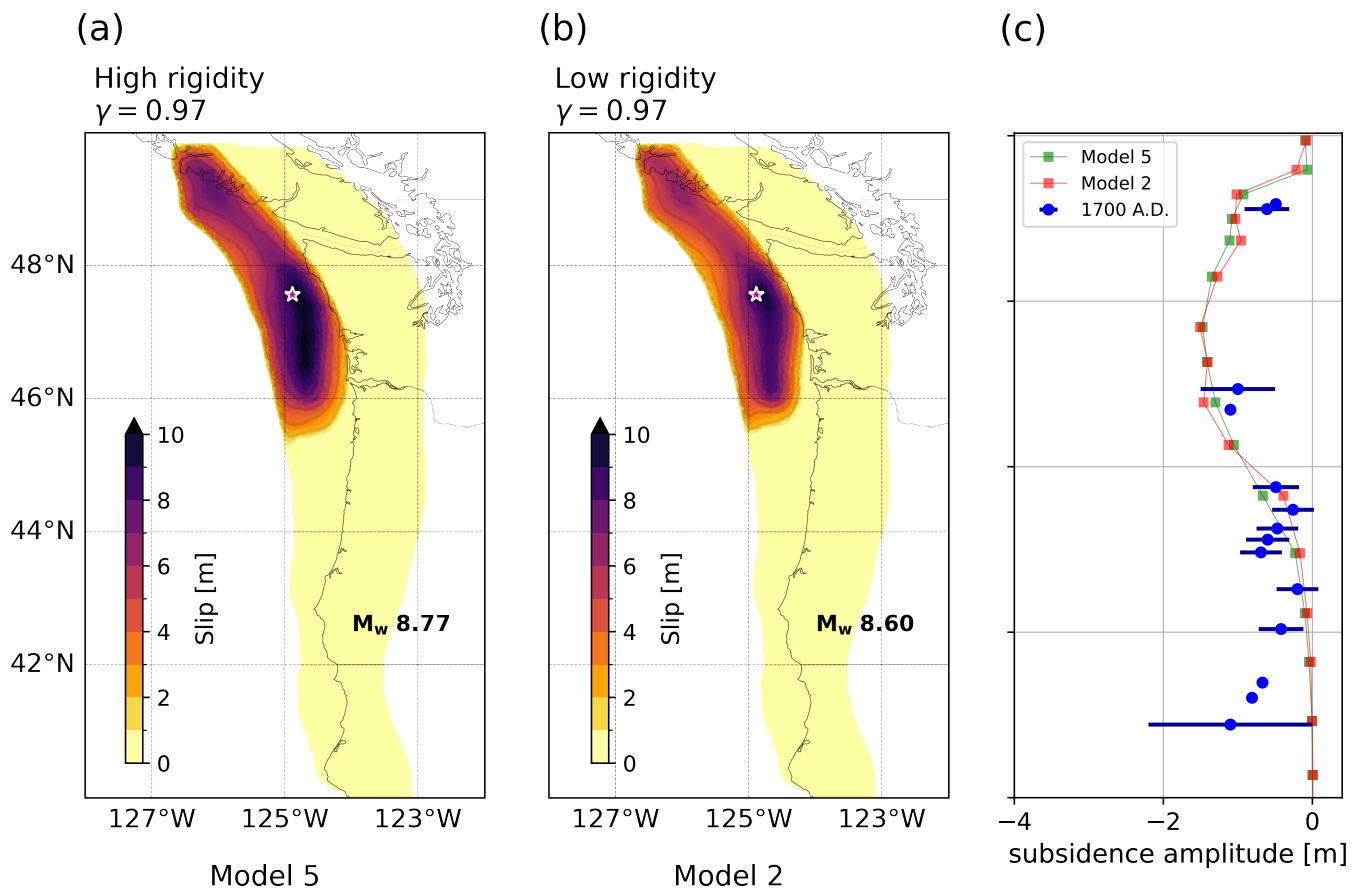 (a)
(b)
(c)
High rigidity
γ = 0.97
Low rigidity
γ = 0.97
48°N
46°N
44°N
42°N
10
8
6
4
2
0
Slip [m]
M_w 8.77
127°W
125°W
123°W
Model 5
10
8
6
4
2
0
Slip [m]
M_w 8.60
127°W
125°W
123°W
Model 2
Model 5
Model 2
1700 A.D.
−4
−2
0
subsidence amplitude [m]